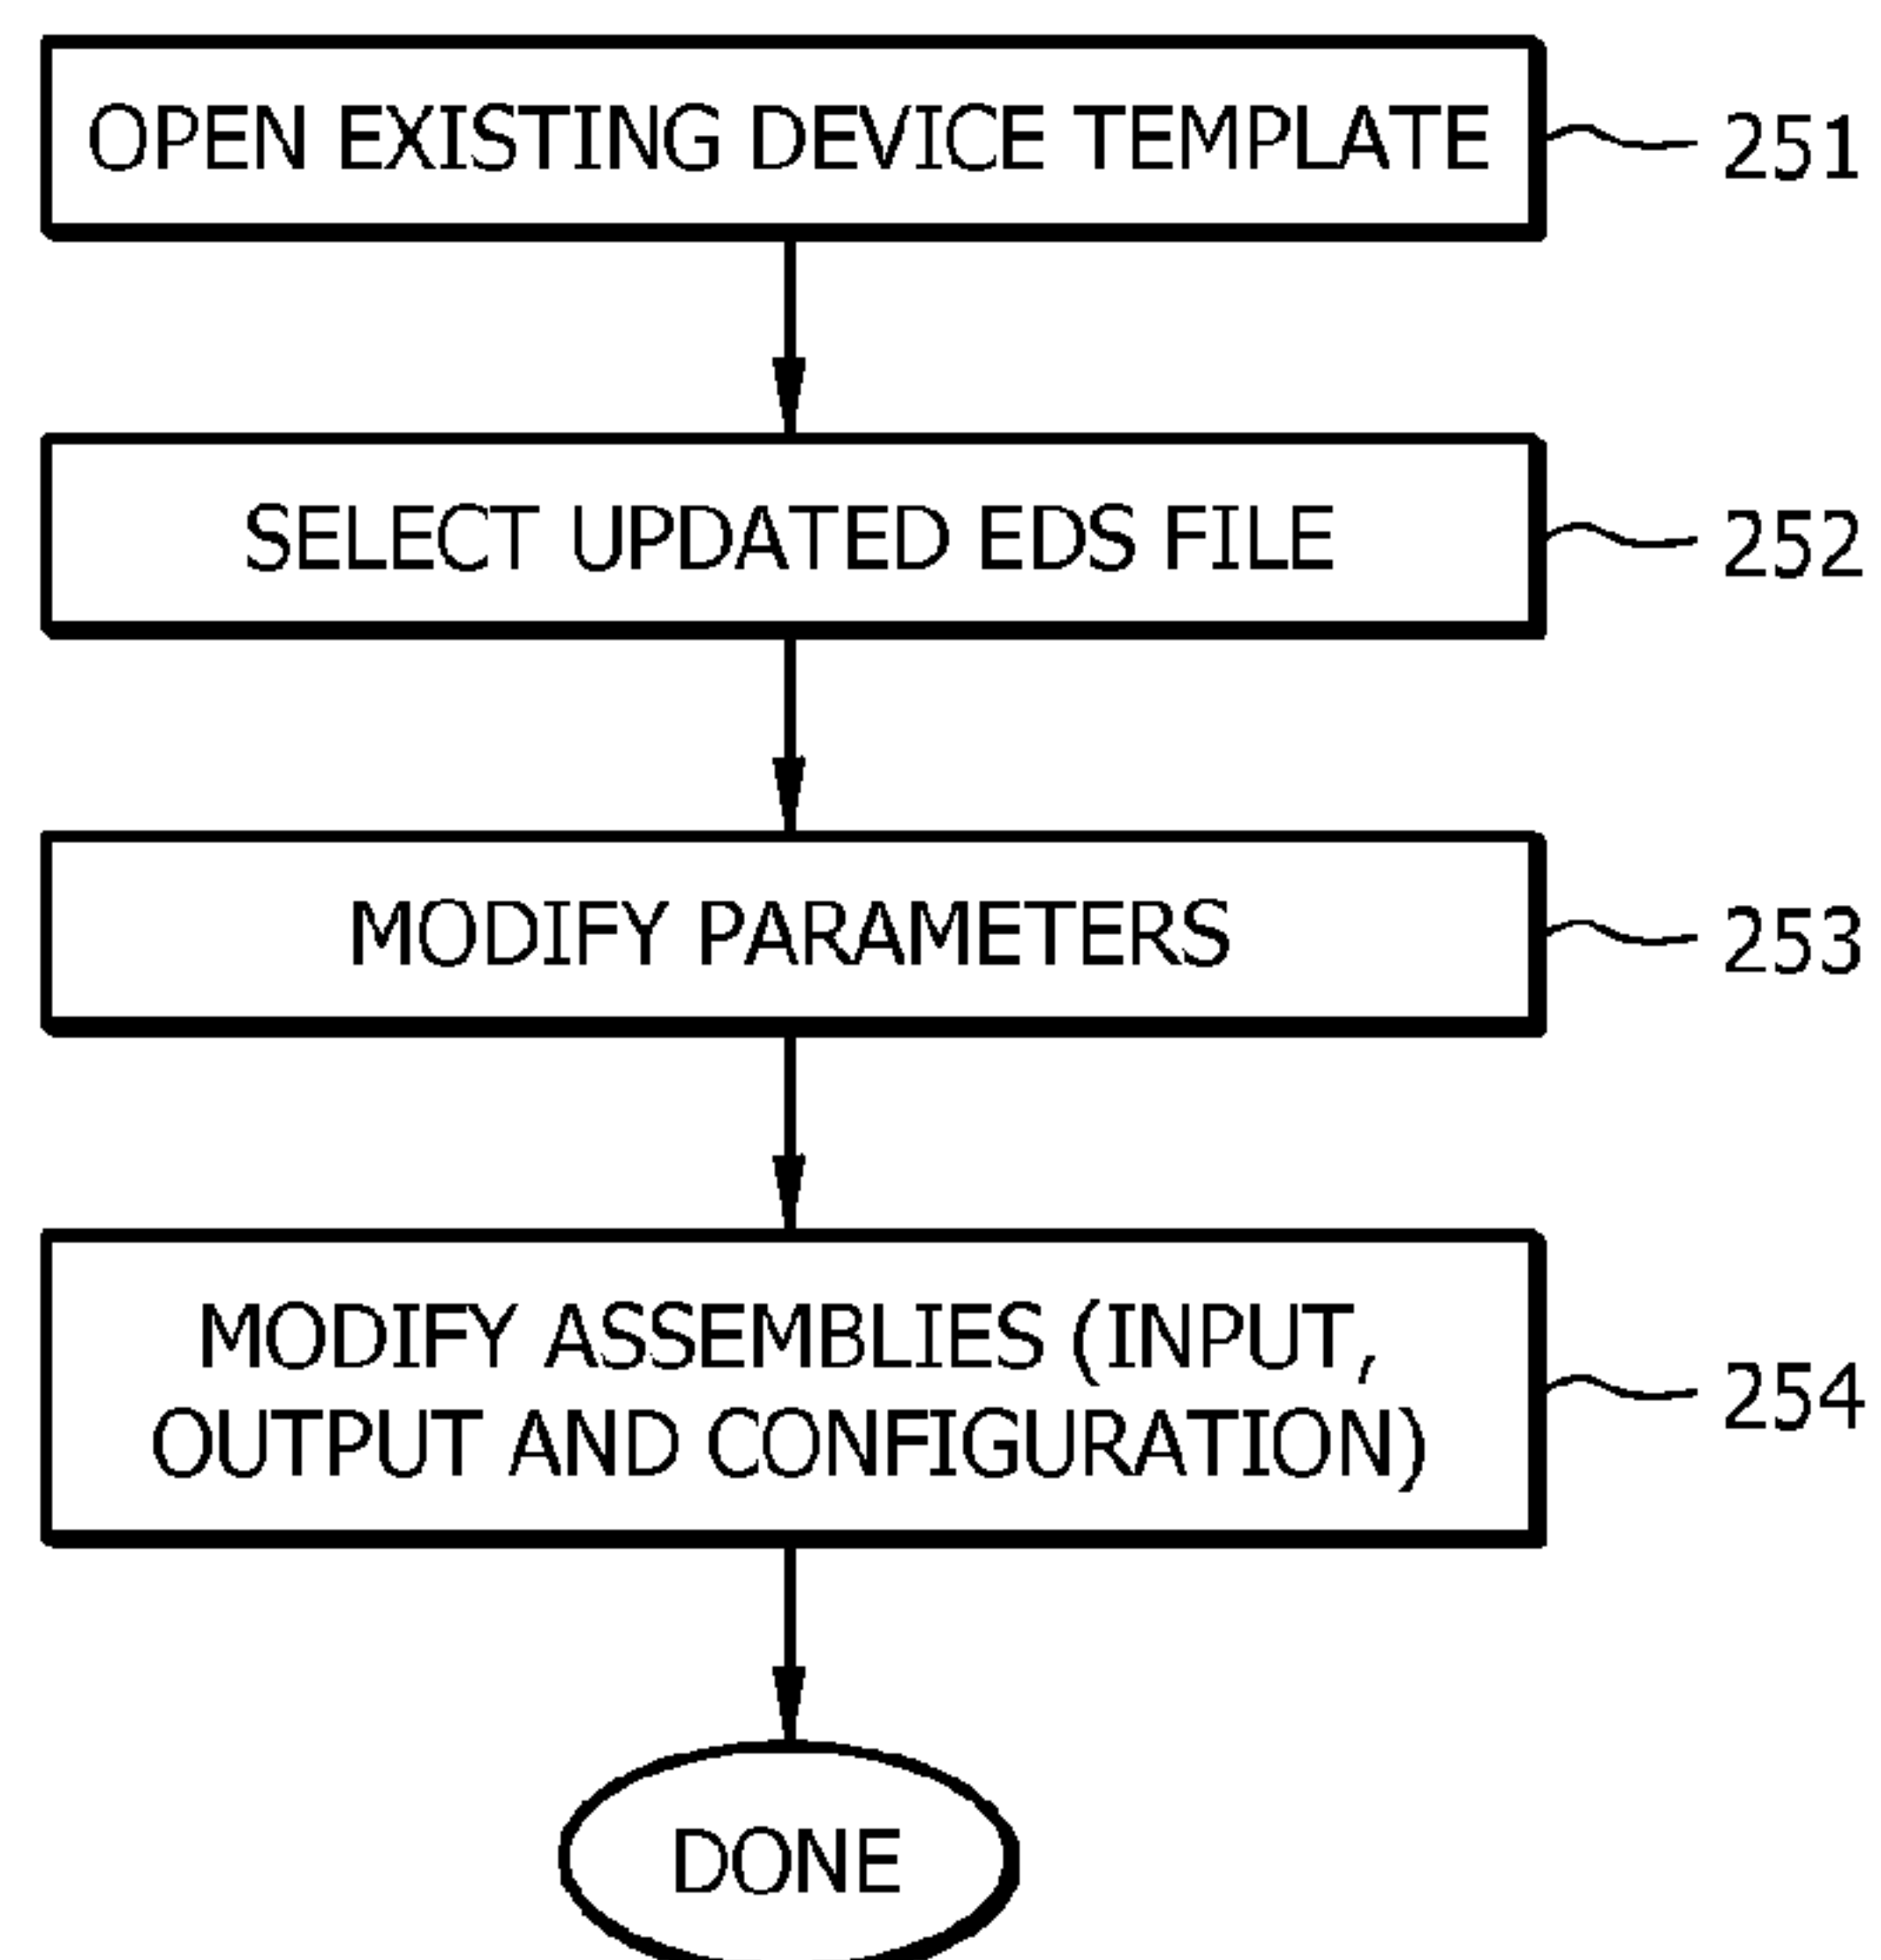 OPEN EXISTING DEVICE TEMPLATE
251
SELECT UPDATED EDS FILE
252
MODIFY PARAMETERS
253
MODIFY ASSEMBLIES (INPUT,
OUTPUT AND CONFIGURATION)
254
DONE